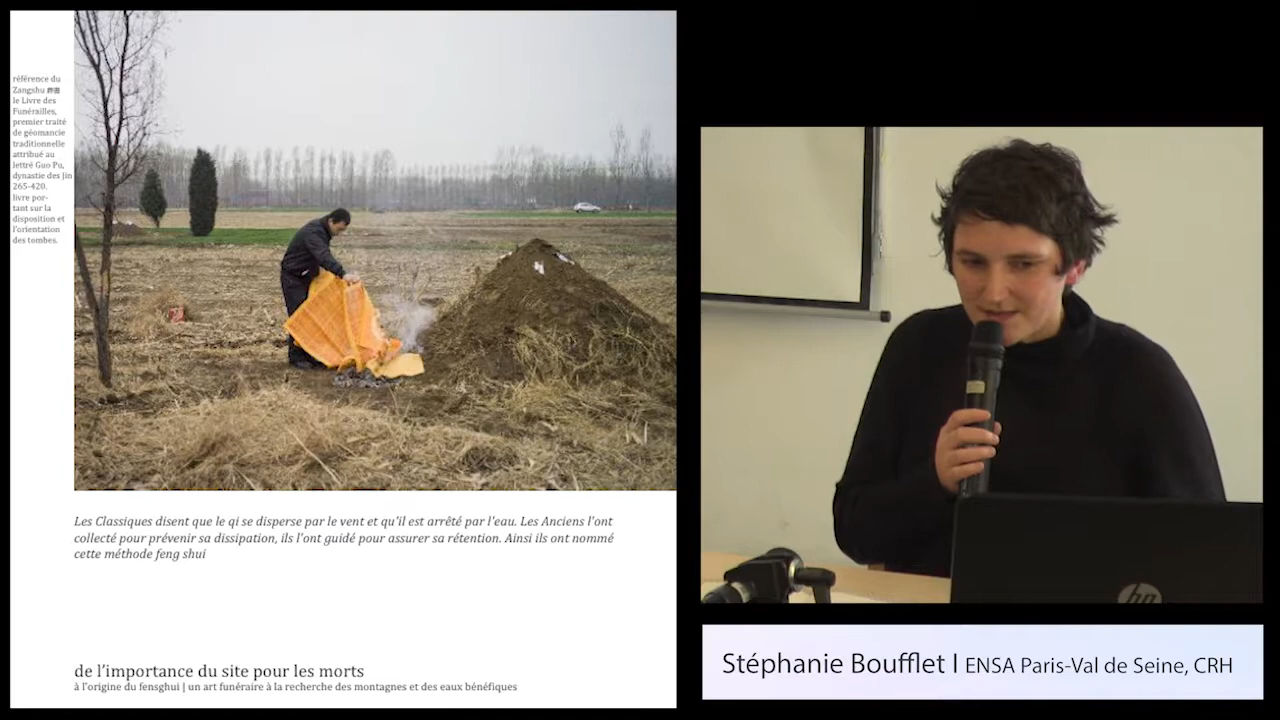 référence du
Zangshu 葬書
le Livre des
Funérailles,
premier traité
de géomancie
traditionnelle
attribué au
lettré Guo Pu,
dynastie des Jin
265-420.
livre por-
tant sur la
disposition et
l'orientation
des tombes.
Les Classiques disent que le qi se disperse par le vent et qu'il est arrêté par l'eau. Les Anciens l'ont
collecté pour prévenir sa dissipation, ils l'ont guidé pour assurer sa rétention. Ainsi ils ont nommé
cette méthode feng shui
de l'importance du site pour les morts
à l'origine du fensghui | un art funéraire à la recherche des montagnes et des eaux bénéfiques
hp
Stéphanie Boufflet I ENSA Paris-Val de Seine, CRH